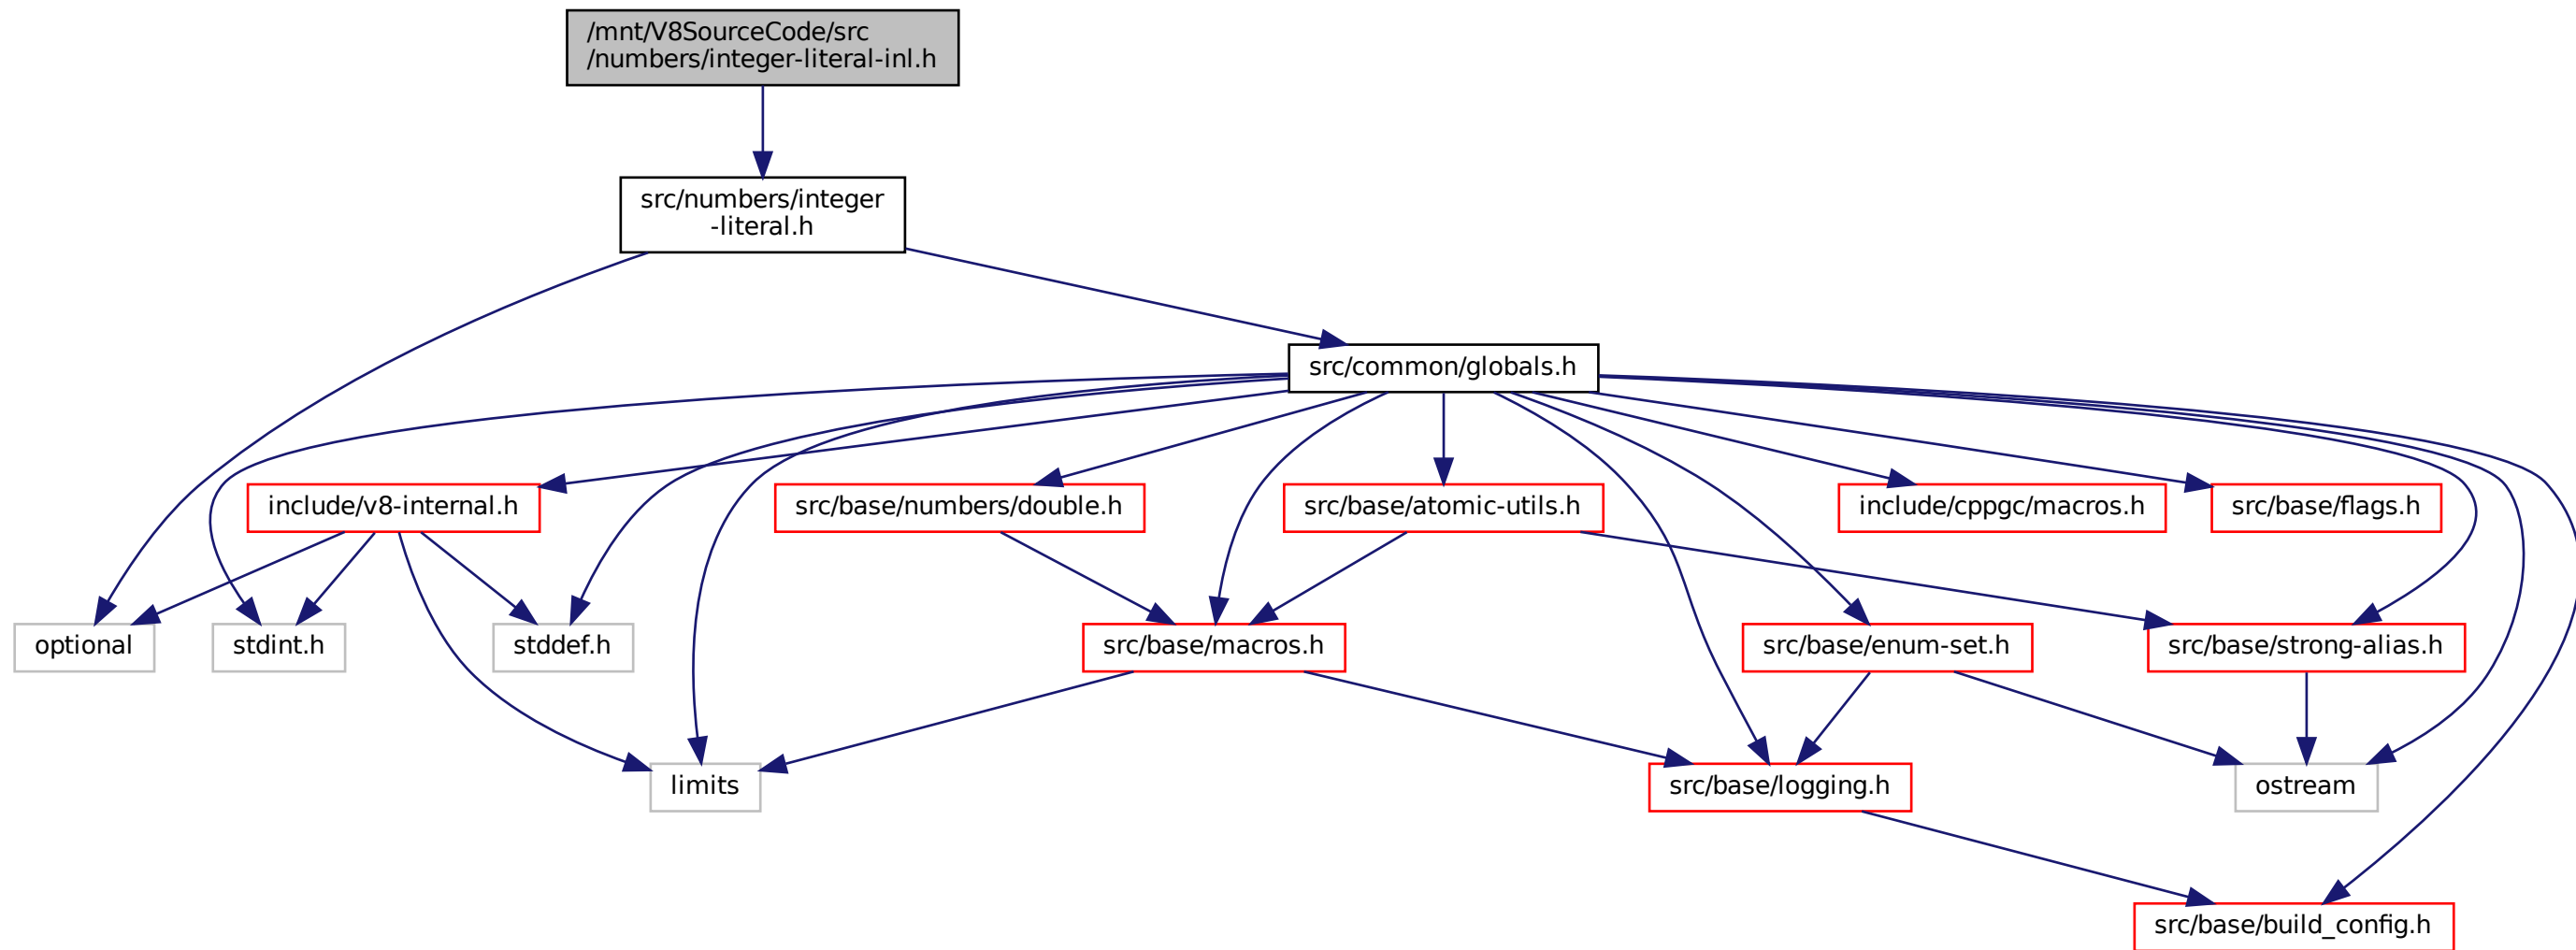 /mnt/V8SourceCode/src
/numbers/integer-literal-inl.h
src/numbers/integer
-literal.h
src/common/globals.h
include/v8-internal.h
src/base/numbers/double.h
src/base/atomic-utils.h
include/cppgc/macros.h
src/base/flags.h
optional
stdint.h
stddef.h
src/base/macros.h
src/base/enum-set.h
src/base/strong-alias.h
limits
src/base/logging.h
ostream
src/base/build_config.h